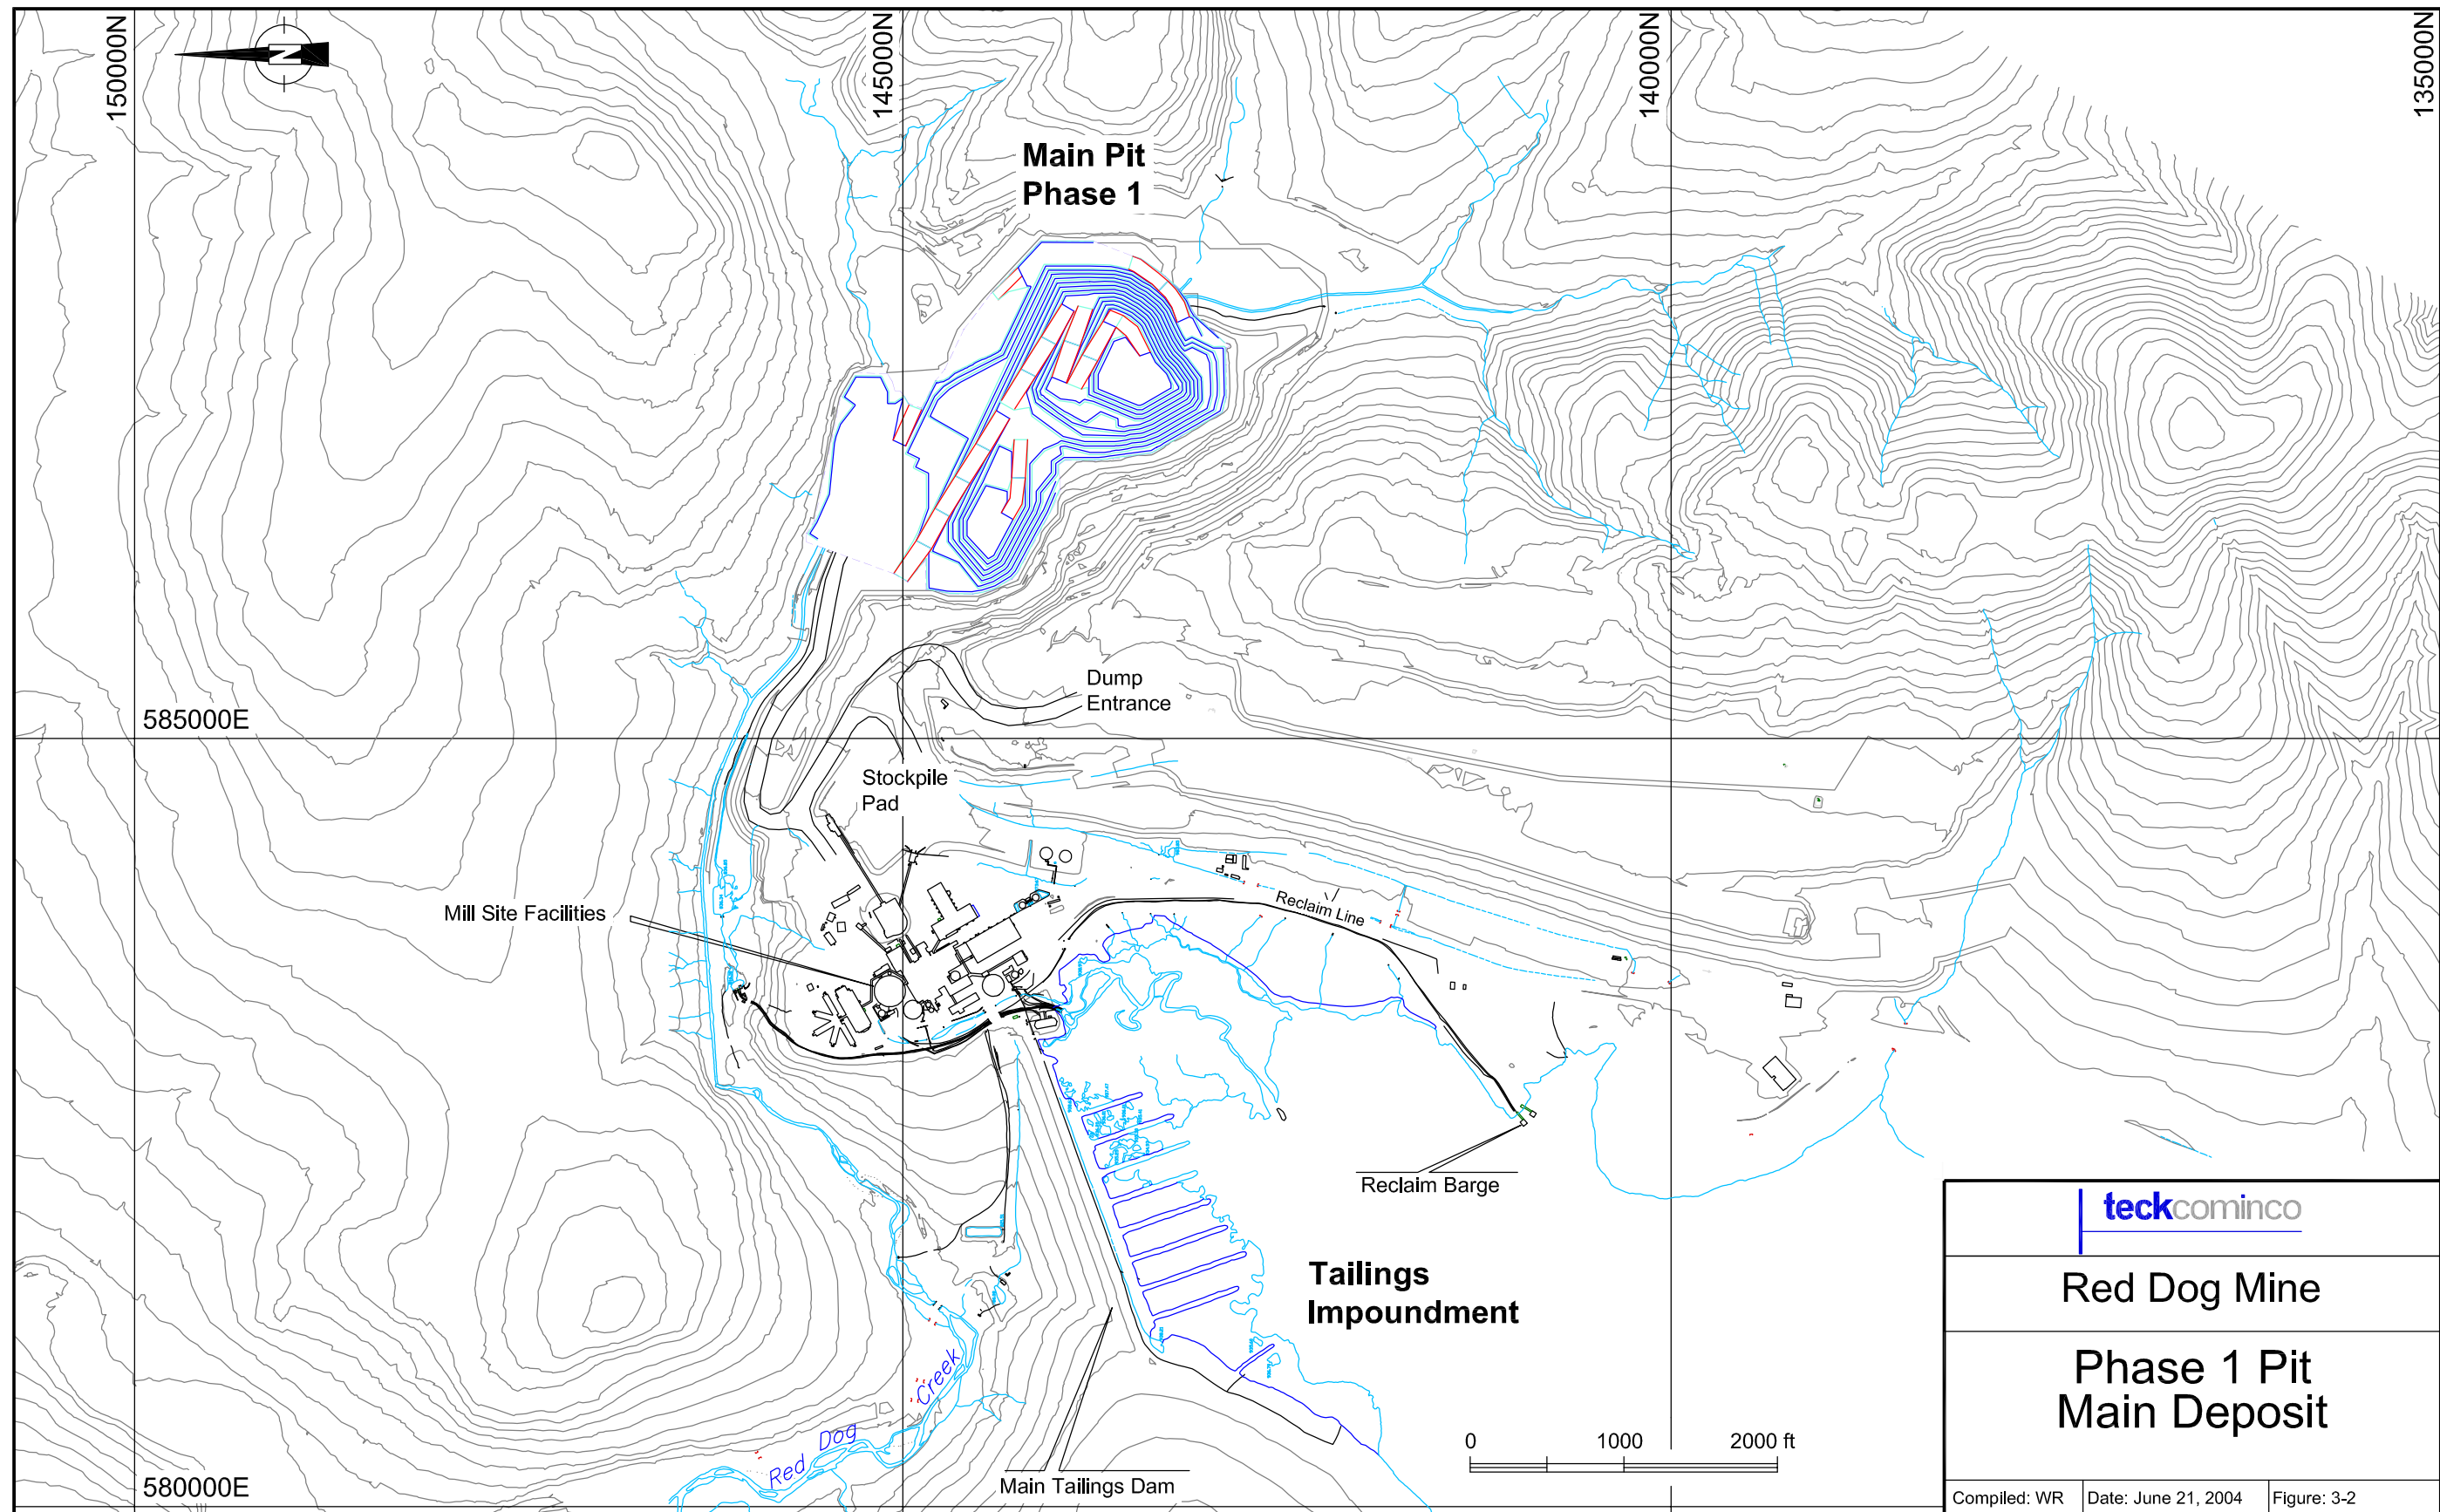 150000N
145000N
140000N
135000N
N
Main Pit
Phase 1
Dump
Entrance
585000E
Stockpile
Pad
Mill Site Facilities
Reclaim Line
Reclaim Barge
Tailings
Impoundment
Red Dog Creek
Main Tailings Dam
0 1000 2000 ft
580000E
teckcominco
Red Dog Mine
Phase 1 Pit
Main Deposit
Compiled: WR
Date: June 21, 2004
Figure: 3-2